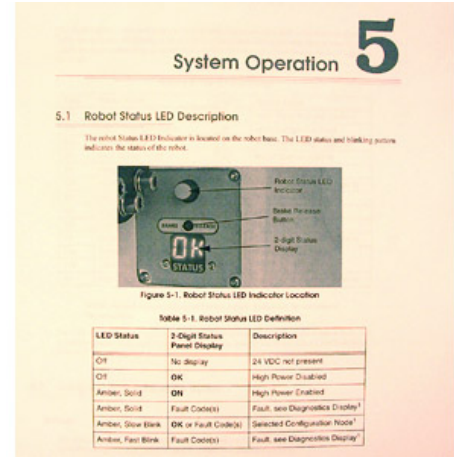 System Operation 5
5.1 Robot Status LED Description
The robot Status LED Indicator is located on the robot base. The LED status and blinking pattern
indicates the status of the robot.
Robot Status LED
Indicator
BRAKE RELEASE
Brake Release
Button
2-digit Status
Display
OK
STATUS
Figure 5-1. Robot Status LED Indicator Location
Table 5-1. Robot Status LED Definition
LED Status 2-Digit Status Panel Display Description
Off No display 24 VDC not present
Off OK High Power Disabled
Amber, Solid ON High Power Enabled
Amber, Solid Fault Code(s) Fault, see Diagnostics Display1
Amber, Slow Blink OK or Fault Code(s) Selected Configuration Node1
Amber, Fast Blink Fault Code(s) Fault, see Diagnostics Display1